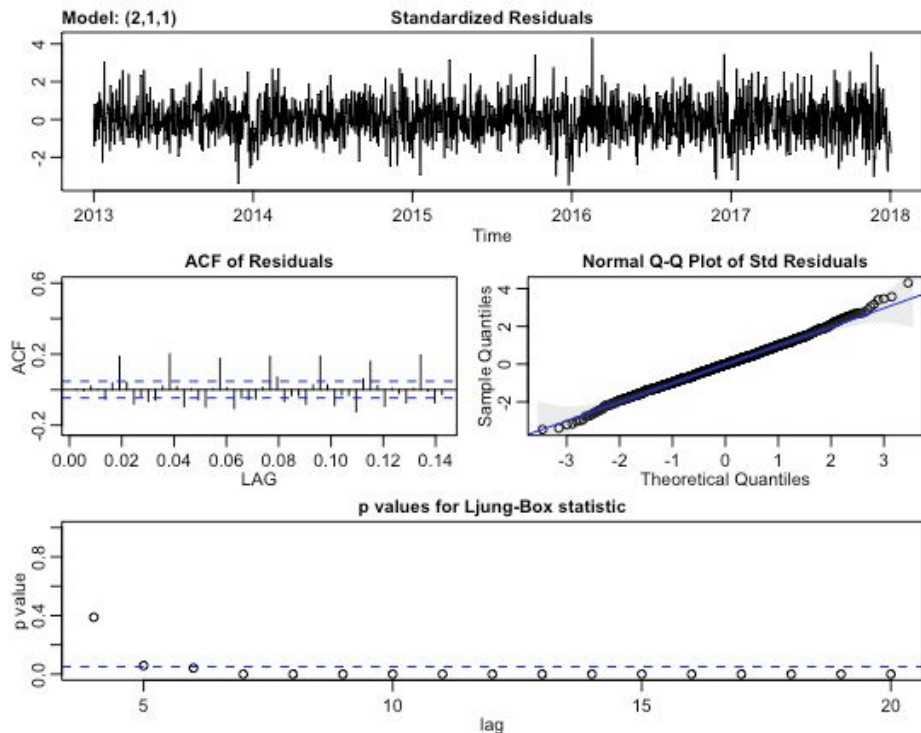 Model: (2,1,1) Standardized Residuals
4
2
0
-2
2013 2014 2015 2016 2017 2018
Time
ACF of Residuals
ACF
0.6
0.2
-0.2
0.00 0.02 0.04 0.06 0.08 0.10 0.12 0.14
LAG
Normal Q-Q Plot of Std Residuals
Sample Quantiles
4
2
0
-2
-3 -2 -1 0 1 2 3
Theoretical Quantiles
p values for Ljung-Box statistic
p value
0.8
0.4
0.0
5 10 15 20
lag